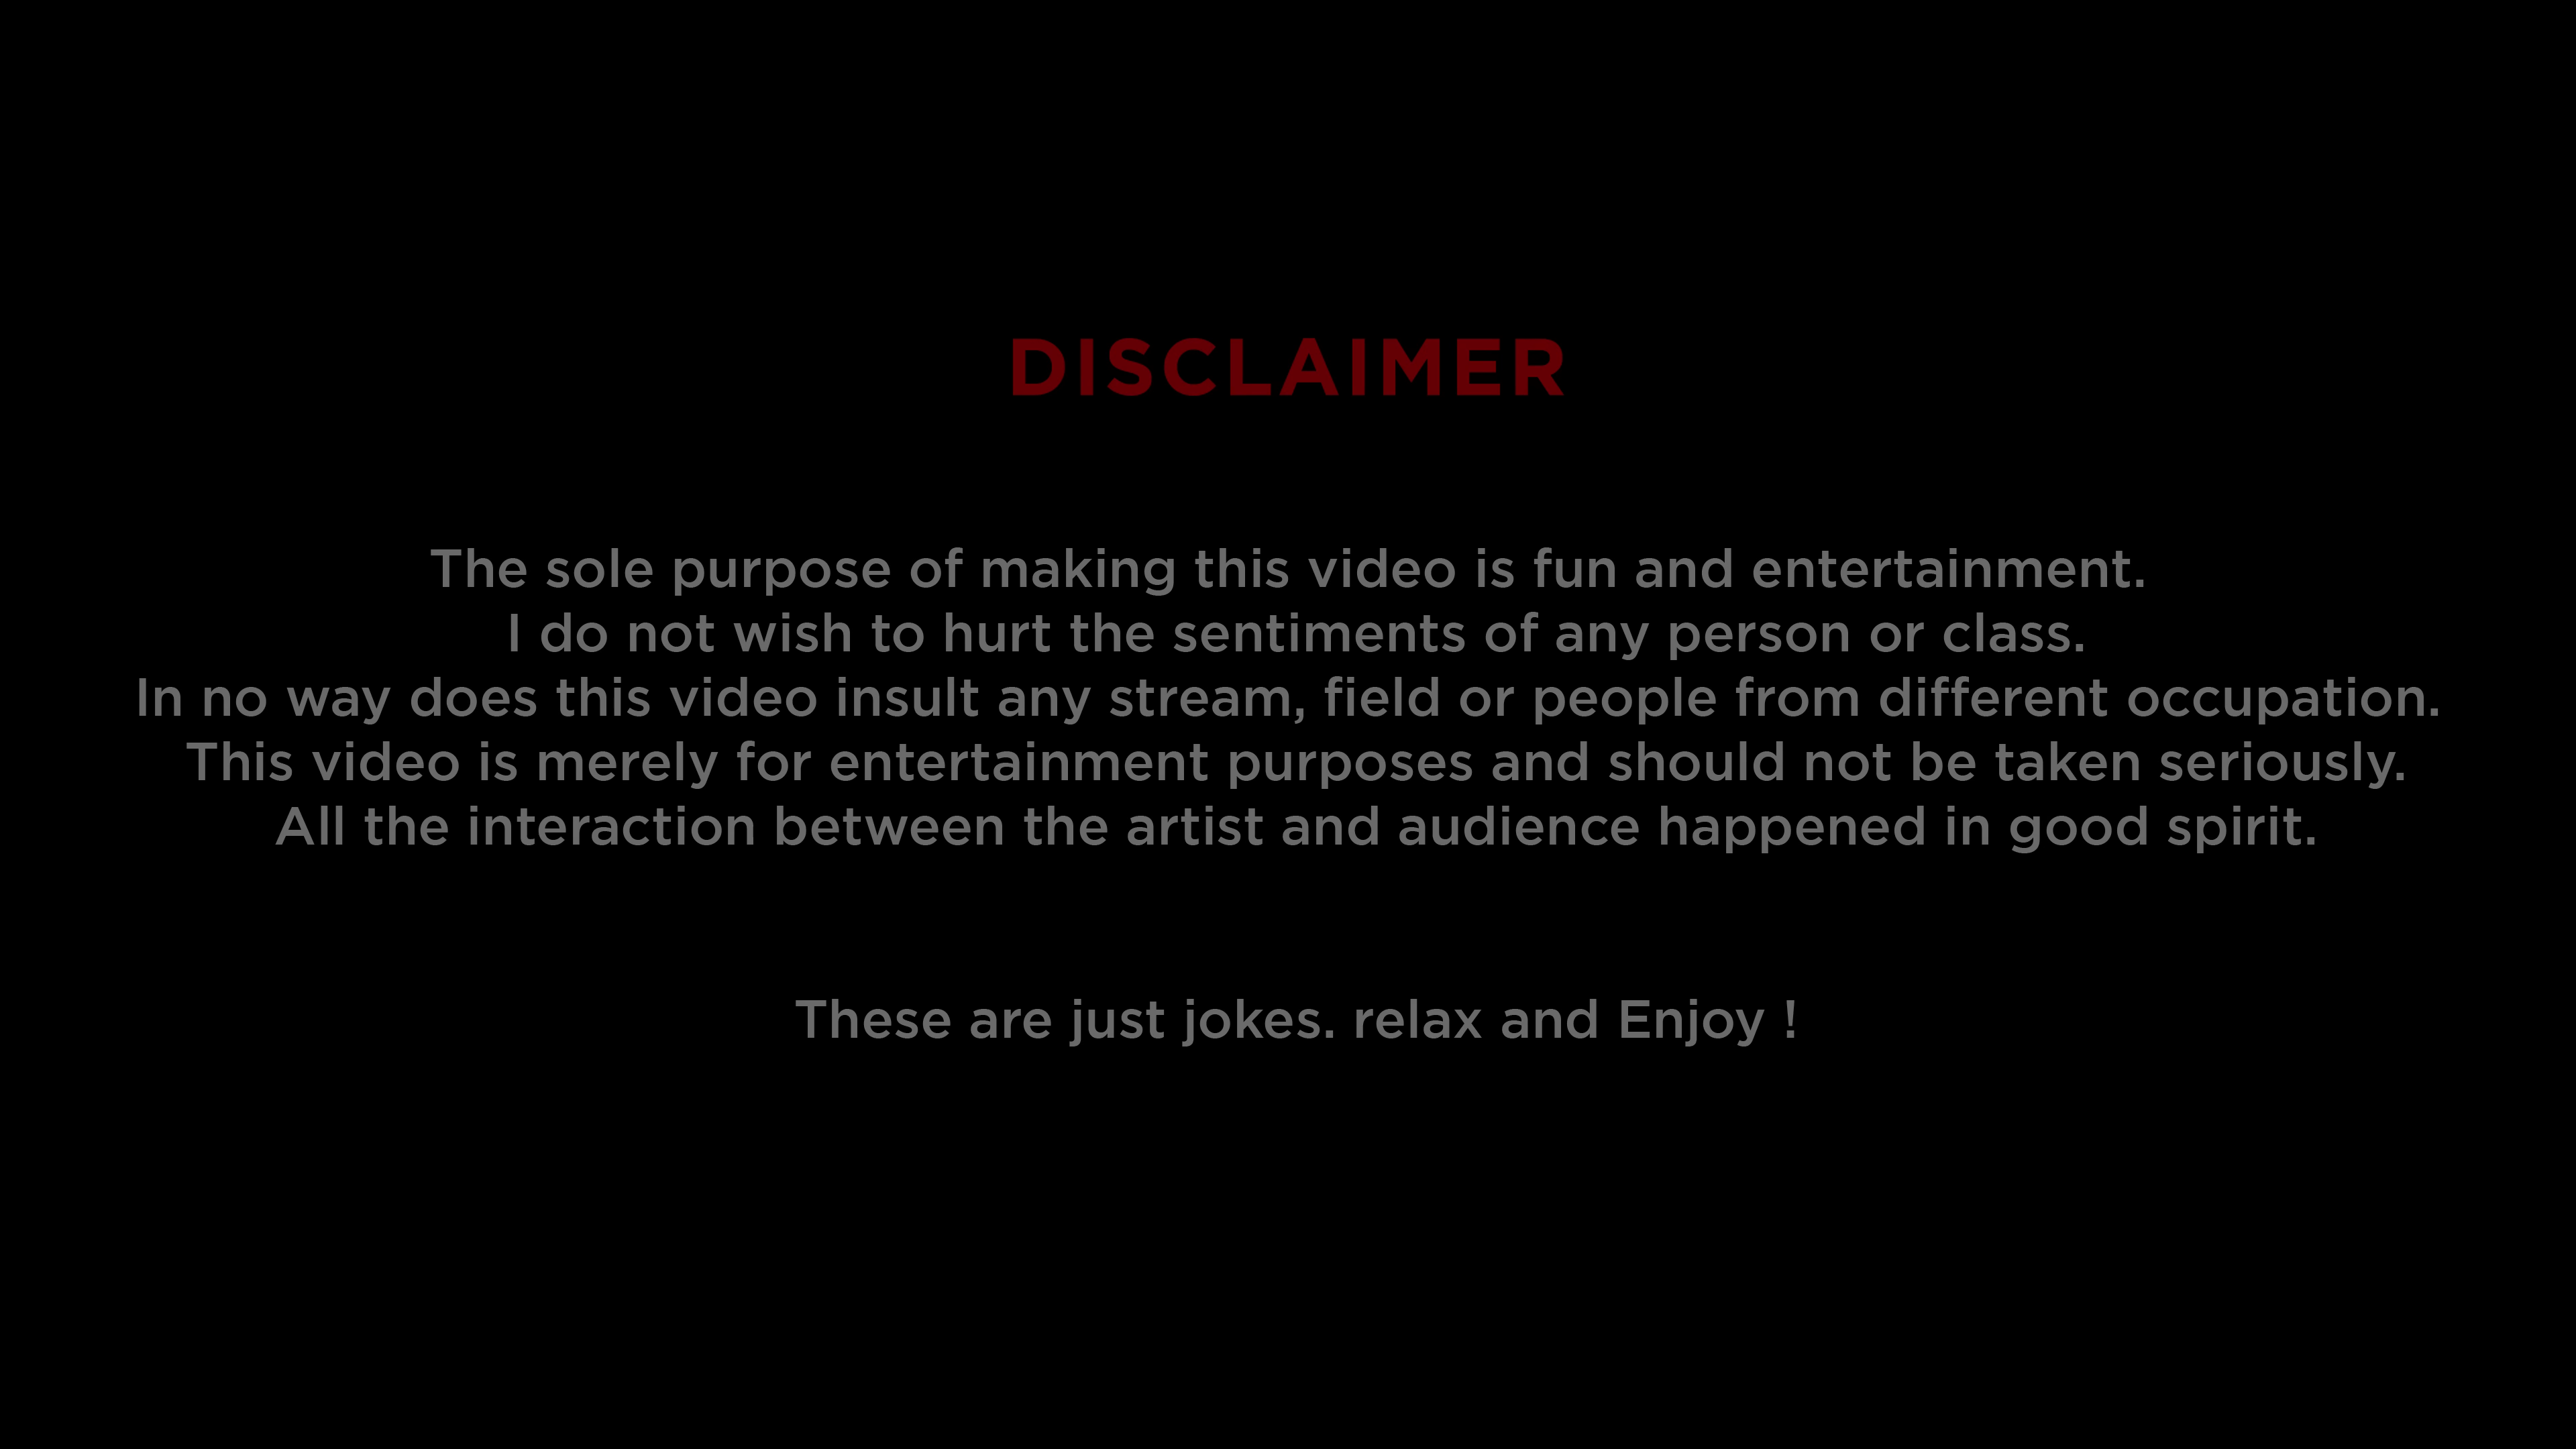 DISCLAIMER
The sole purpose of making this video is fun and entertainment.
I do not wish to hurt the sentiments of any person or class.
In no way does this video insult any stream, field or people from different occupation.
This video is merely for entertainment purposes and should not be taken seriously.
All the interaction between the artist and audience happened in good spirit.
These are just jokes. relax and Enjoy !